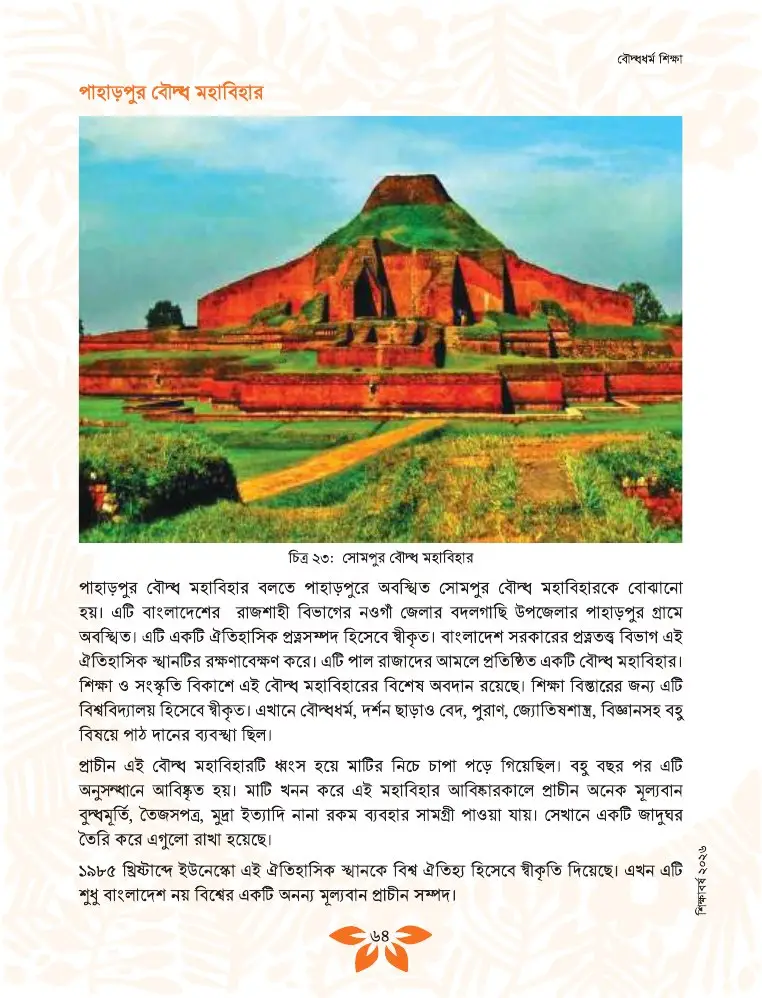 বৌদ্ধধর্ম শিক্ষা
পাহাড়পুর বৌদ্ধ মহাবিহার
চিত্র ২৩: সোমপুর বৌদ্ধ মহাবিহার
পাহাড়পুর বৌদ্ধ মহাবিহার বলতে পাহাড়পুরে অবস্থিত সোমপুর বৌদ্ধ মহাবিহারকে বোঝানো
হয়। এটি বাংলাদেশের রাজশাহী বিভাগের নওগাঁ জেলার বদলগাছি উপজেলার পাহাড়পুর গ্রামে
অবস্থিত। এটি একটি ঐতিহাসিক প্রত্নসম্পদ হিসেবে স্বীকৃত। বাংলাদেশ সরকারের প্রত্নতত্ত্ব বিভাগ এই
ঐতিহাসিক স্থানটির রক্ষণাবেক্ষণ করে। এটি পাল রাজাদের আমলে প্রতিষ্ঠিত একটি বৌদ্ধ মহাবিহার।
শিক্ষা ও সংস্কৃতি বিকাশে এই বৌদ্ধ মহাবিহারের বিশেষ অবদান রয়েছে। শিক্ষা বিস্তারের জন্য এটি
বিশ্ববিদ্যালয় হিসেবে স্বীকৃত। এখানে বৌদ্ধধর্ম, দর্শন ছাড়াও বেদ, পুরাণ, জ্যোতিষশাস্ত্র, বিজ্ঞানসহ বহু
বিষয়ে পাঠ দানের ব্যবস্থা ছিল।
প্রাচীন এই বৌদ্ধ মহাবিহারটি ধ্বংস হয়ে মাটির নিচে চাপা পড়ে গিয়েছিল। বহু বছর পর এটি
অনুসন্ধানে আবিষ্কৃত হয়। মাটি খনন করে এই মহাবিহার আবিষ্কারকালে প্রাচীন অনেক মূল্যবান
বুদ্ধমূর্তি, তৈজসপত্র, মুদ্রা ইত্যাদি নানা রকম ব্যবহার সামগ্রী পাওয়া যায়। সেখানে একটি জাদুঘর
তৈরি করে এগুলো রাখা হয়েছে।
১৯৮৫ খ্রিষ্টাব্দে ইউনেস্কো এই ঐতিহাসিক স্থানকে বিশ্ব ঐতিহ্য হিসেবে স্বীকৃতি দিয়েছে। এখন এটি
শুধু বাংলাদেশ নয় বিশ্বের একটি অনন্য মূল্যবান প্রাচীন সম্পদ।
শিক্ষাবর্ষ ২০২৬
৬৪